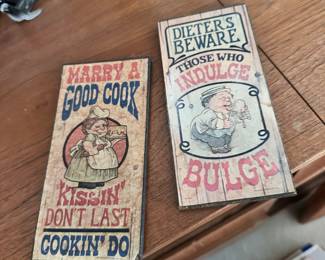 MARRY A
GOOD COOK
KISSIN'
DON'T LAST
COOKIN' DO
DIETERS
BEWARE
THOSE WHO
INDULGE
BULGE